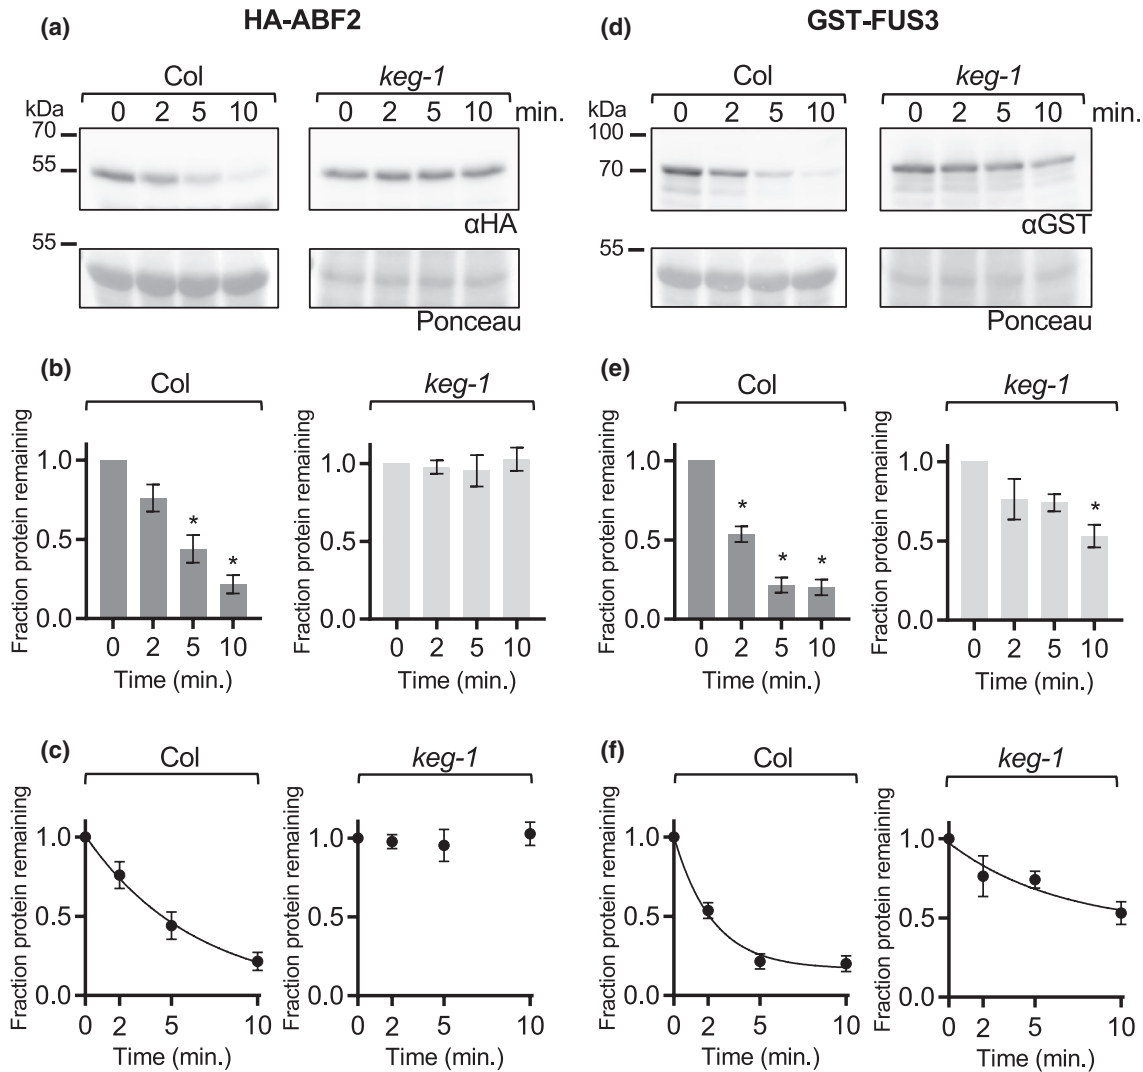 (a) HA-ABF2
Col keg-1
kDa 0 2 5 10 0 2 5 10 min.
70
55
αHA
55
Ponceau
(b)
Col keg-1
Fraction protein remaining
1.0
0.5
0.0
0 2 5 10
Time (min.)
*
*
Fraction protein remaining
1.0
0.5
0.0
0 2 5 10
Time (min.)
(c)
Col keg-1
Fraction protein remaining
1.0
0.5
0.0
0 2 5 10
Time (min.)
Fraction protein remaining
1.0
0.5
0.0
0 2 5 10
Time (min.)
(d) GST-FUS3
Col keg-1
kDa 0 2 5 10 0 2 5 10 min.
100
70
αGST
55
Ponceau
(e)
Col keg-1
Fraction protein remaining
1.0
0.5
0.0
0 2 5 10
Time (min.)
*
*
*
Fraction protein remaining
1.0
0.5
0.0
0 2 5 10
Time (min.)
*
(f)
Col keg-1
Fraction protein remaining
1.0
0.5
0.0
0 2 5 10
Time (min.)
Fraction protein remaining
1.0
0.5
0.0
0 2 5 10
Time (min.)